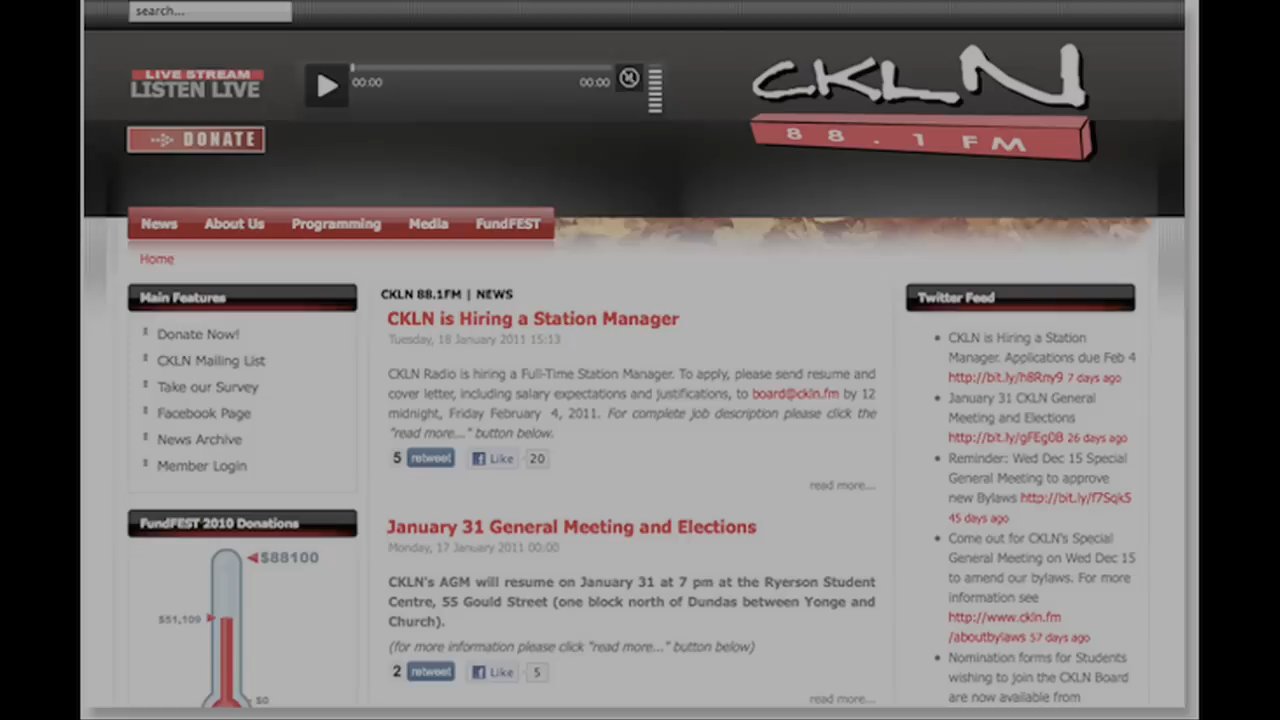 search...
LIVE STREAM
LISTEN LIVE
00:00
00:00
CKLN
88.1 FM
DONATE
News About Us Programming Media FundFEST
Home
Main Features
Donate Now!
CKLN Mailing List
Take our Survey
Facebook Page
News Archive
Member Login
FundFEST 2010 Donations
$88100
$51,109
$0
CKLN 88.1FM | NEWS
CKLN is Hiring a Station Manager
Tuesday, 18 January 2011 15:13
CKLN Radio is hiring a Full-Time Station Manager. To apply, please send resume and
cover letter, including salary expectations and justifications, to board@ckln.fm by 12
midnight, Friday February 4, 2011. For complete job description please click the
"read more..." button below.
5 retweet Like 20
read more...
January 31 General Meeting and Elections
Monday, 17 January 2011 00:00
CKLN's AGM will resume on January 31 at 7 pm at the Ryerson Student
Centre, 55 Gould Street (one block north of Dundas between Yonge and
Church).
(for more information please click "read more..." button below)
2 retweet Like 5
read more...
Twitter Feed
CKLN is Hiring a Station
Manager. Applications due Feb 4
http://bit.ly/h8Rny9 7 days ago
January 31 CKLN General
Meeting and Elections
http://bit.ly/gFEg0B 26 days ago
Reminder: Wed Dec 15 Special
General Meeting to approve
new Bylaws http://bit.ly/f7Sqk5
45 days ago
Come out for CKLN's Special
General Meeting on Wed Dec 15
to amend our bylaws. For more
information see
http://www.ckln.fm
/aboutbylaws 57 days ago
Nomination forms for Students
wishing to join the CKLN Board
are now available from